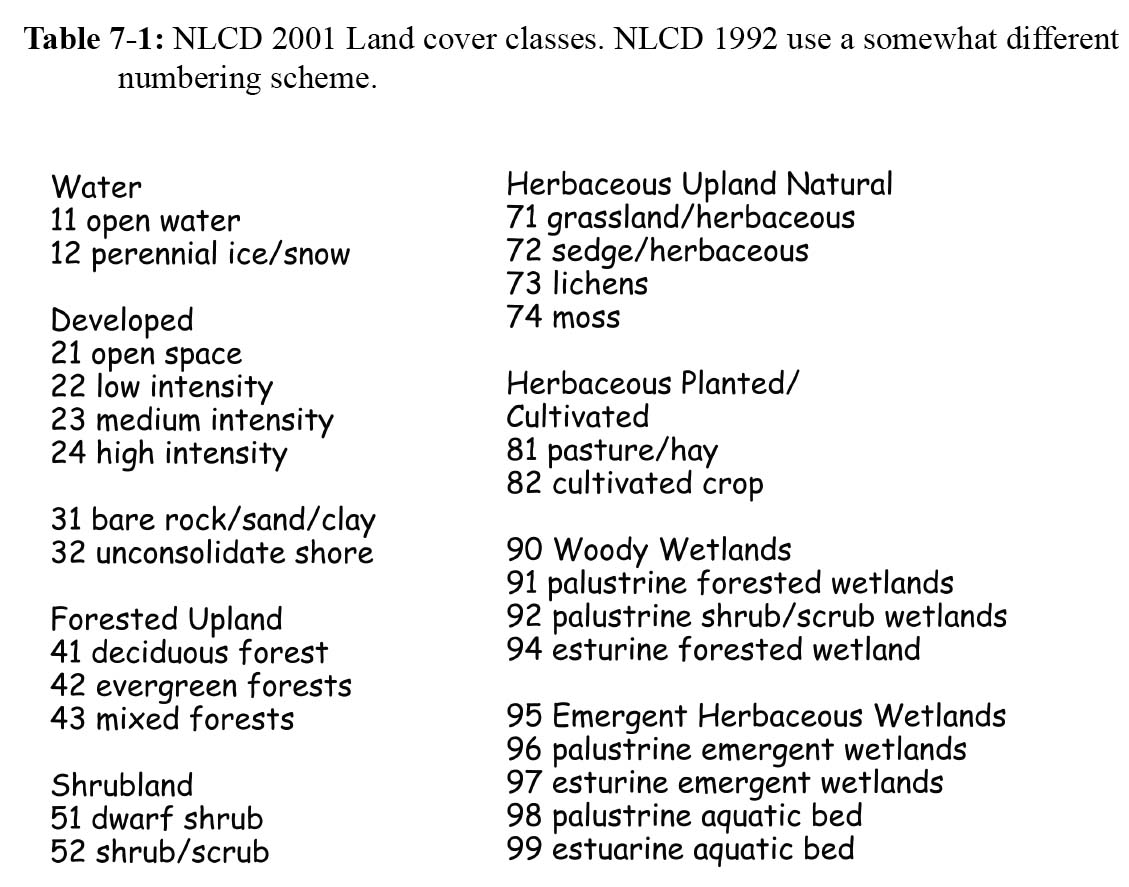 Table 7-1: NLCD 2001 Land cover classes. NLCD 1992 use a somewhat different
numbering scheme.
Water
11 open water
12 perennial ice/snow
Developed
21 open space
22 low intensity
23 medium intensity
24 high intensity
31 bare rock/sand/clay
32 unconsolidate shore
Forested Upland
41 deciduous forest
42 evergreen forests
43 mixed forests
Shrubland
51 dwarf shrub
52 shrub/scrub
Herbaceous Upland Natural
71 grassland/herbaceous
72 sedge/herbaceous
73 lichens
74 moss
Herbaceous Planted/
Cultivated
81 pasture/hay
82 cultivated crop
90 Woody Wetlands
91 palustrine forested wetlands
92 palustrine shrub/scrub wetlands
94 esturine forested wetland
95 Emergent Herbaceous Wetlands
96 palustrine emergent wetlands
97 esturine emergent wetlands
98 palustrine aquatic bed
99 estuarine aquatic bed